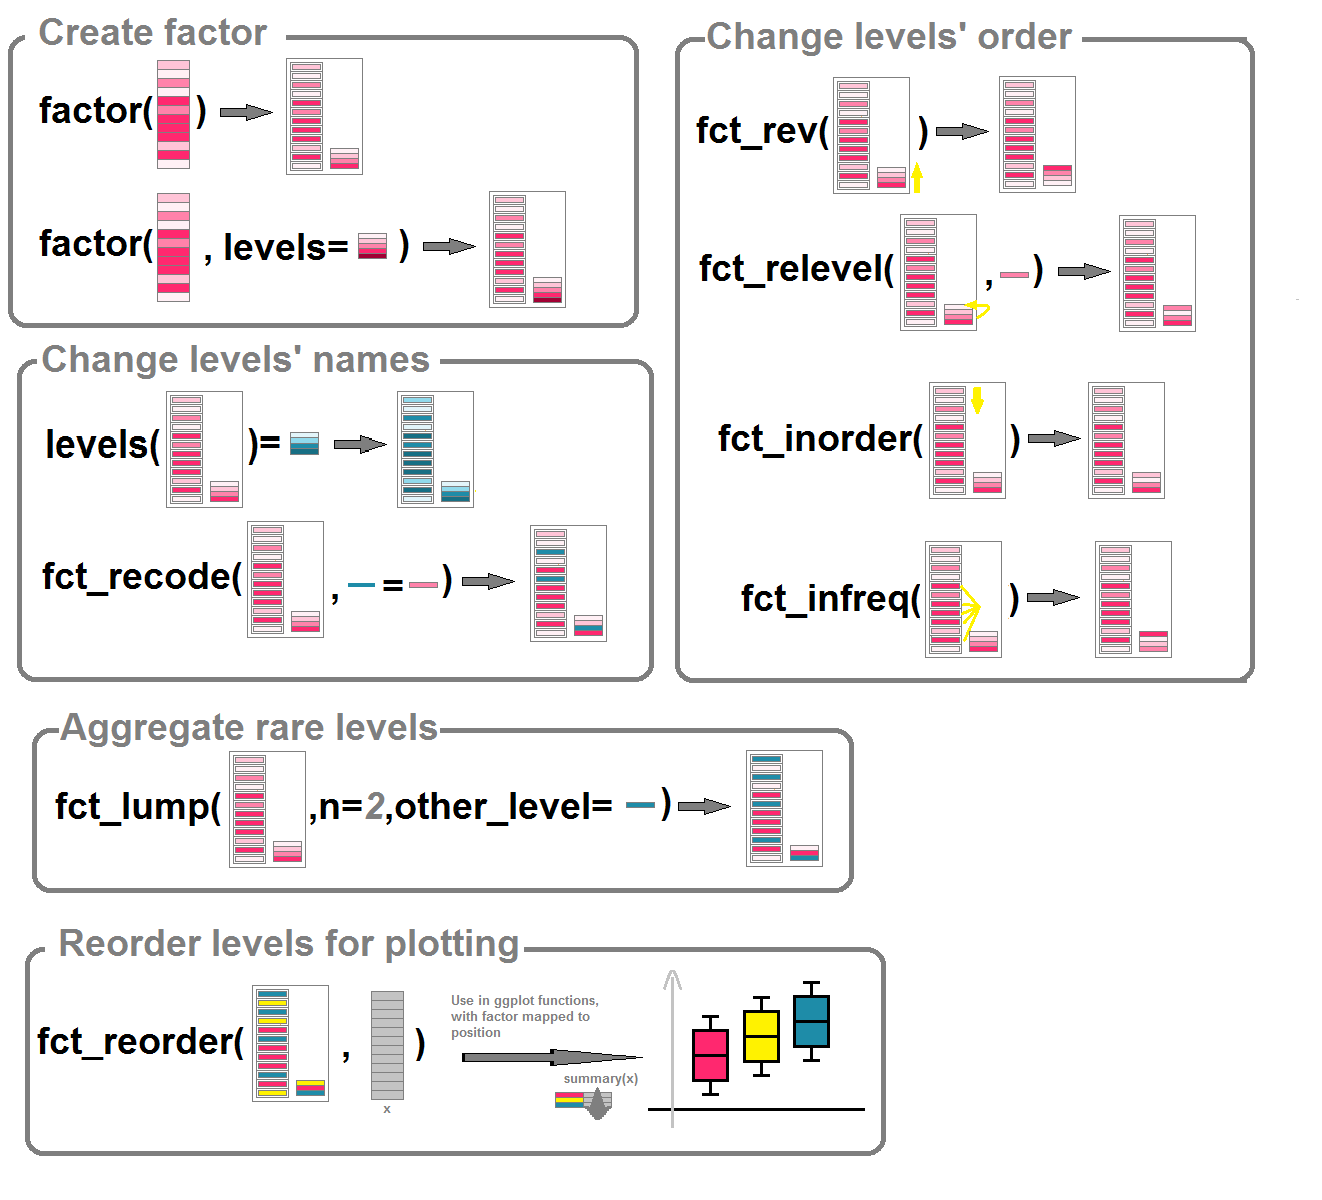 Create factor
factor( )
factor( , levels= )
Change levels' names
levels( )=
fct_recode( , = )
Change levels' order
fct_rev( )
fct_relevel( , )
fct_inorder( )
fct_infreq( )
Aggregate rare levels
fct_lump( ,n=2,other_level= )
Reorder levels for plotting
fct_reorder( , )
x
Use in ggplot functions,
with factor mapped to
position
summary(x)